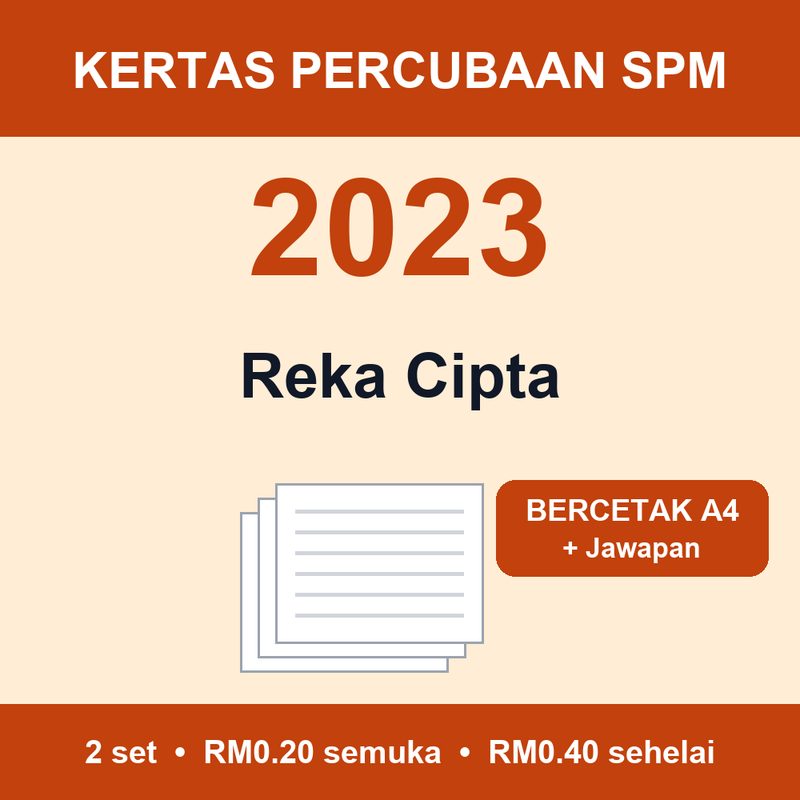 KERTAS PERCUBAAN SPM
2023
Reka Cipta
BERCETAK A4
+ Jawapan
2 set • RM0.20 semuka • RM0.40 sehelai